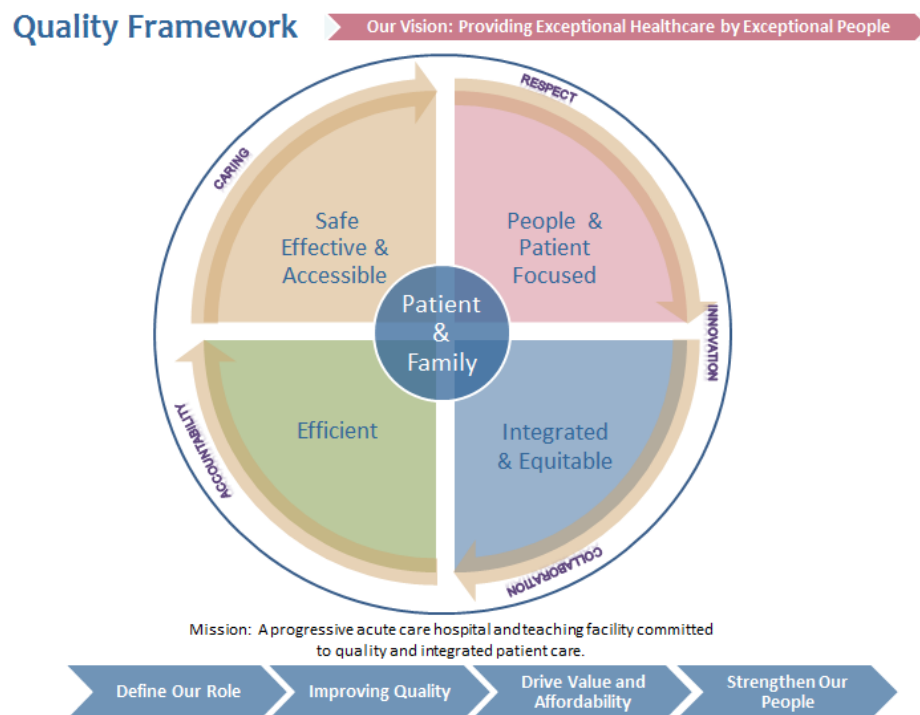 Quality Framework
Our Vision: Providing Exceptional Healthcare by Exceptional People
RESPECT
CARING
Safe
Effective &
Accessible
People &
Patient
Focused
Patient
&
Family
INNOVATION
Efficient
Integrated
& Equitable
ACCOUNTABILITY
COLLABORATION
Mission: A progressive acute care hospital and teaching facility committed
to quality and integrated patient care.
Define Our Role
Improving Quality
Drive Value and
Affordability
Strengthen Our
People